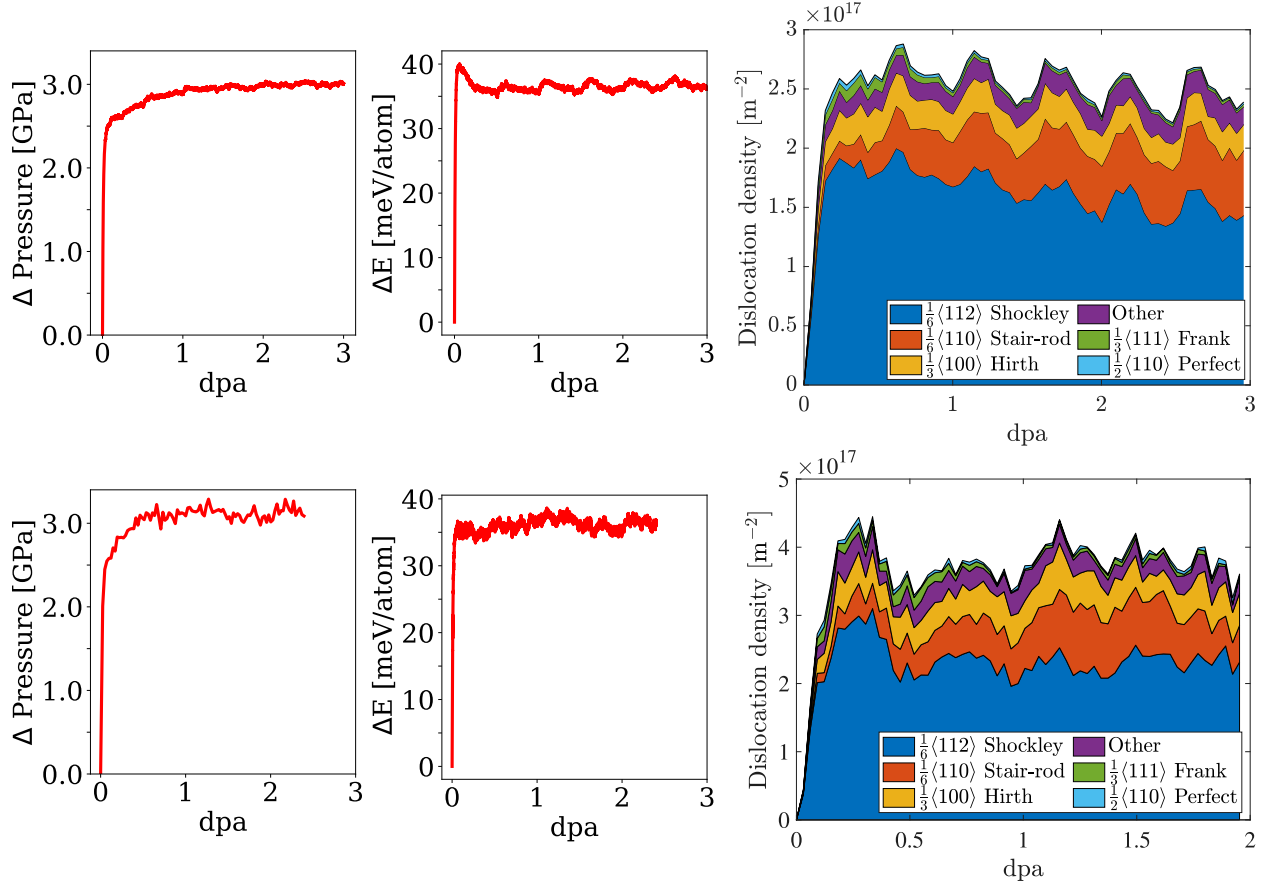 Δ Pressure [GPa]
3.0
2.0
1.0
0.0
0 1 2 3
dpa
ΔE [meV/atom]
40
30
20
10
0
0 1 2 3
dpa
×10^17
Dislocation density [m^−2]
3
2.5
2
1.5
1
0.5
0
1/6⟨112⟩ Shockley
1/6⟨110⟩ Stair-rod
1/3⟨100⟩ Hirth
Other
1/3⟨111⟩ Frank
1/2⟨110⟩ Perfect
0 1 2 3
dpa
Δ Pressure [GPa]
3.0
2.0
1.0
0.0
0 1 2 3
dpa
ΔE [meV/atom]
40
30
20
10
0
0 1 2 3
dpa
×10^17
Dislocation density [m^−2]
5
4
3
2
1
0
1/6⟨112⟩ Shockley
1/6⟨110⟩ Stair-rod
1/3⟨100⟩ Hirth
Other
1/3⟨111⟩ Frank
1/2⟨110⟩ Perfect
0 0.5 1 1.5 2
dpa